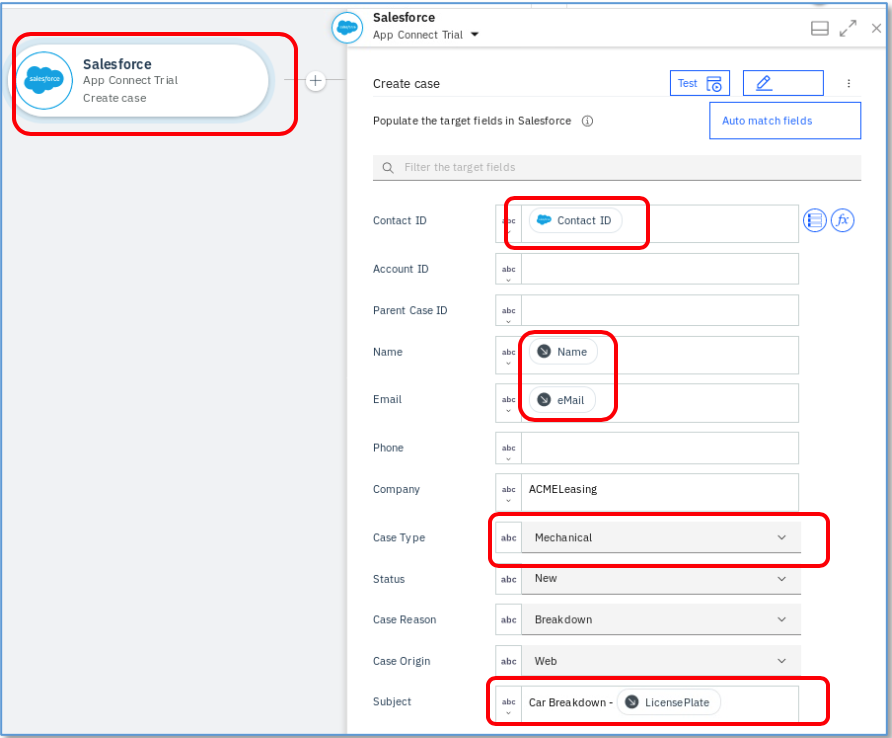 Salesforce
App Connect Trial
salesforce
Salesforce
App Connect Trial
Create case
Create case
Test
Populate the target fields in Salesforce
Auto match fields
Filter the target fields
Contact ID abc Contact ID fx
Account ID abc
Parent Case ID abc
Name abc Name
Email abc eMail
Phone abc
Company abc ACMELeasing
Case Type abc Mechanical
Status abc New
Case Reason abc Breakdown
Case Origin abc Web
Subject abc Car Breakdown - LicensePlate